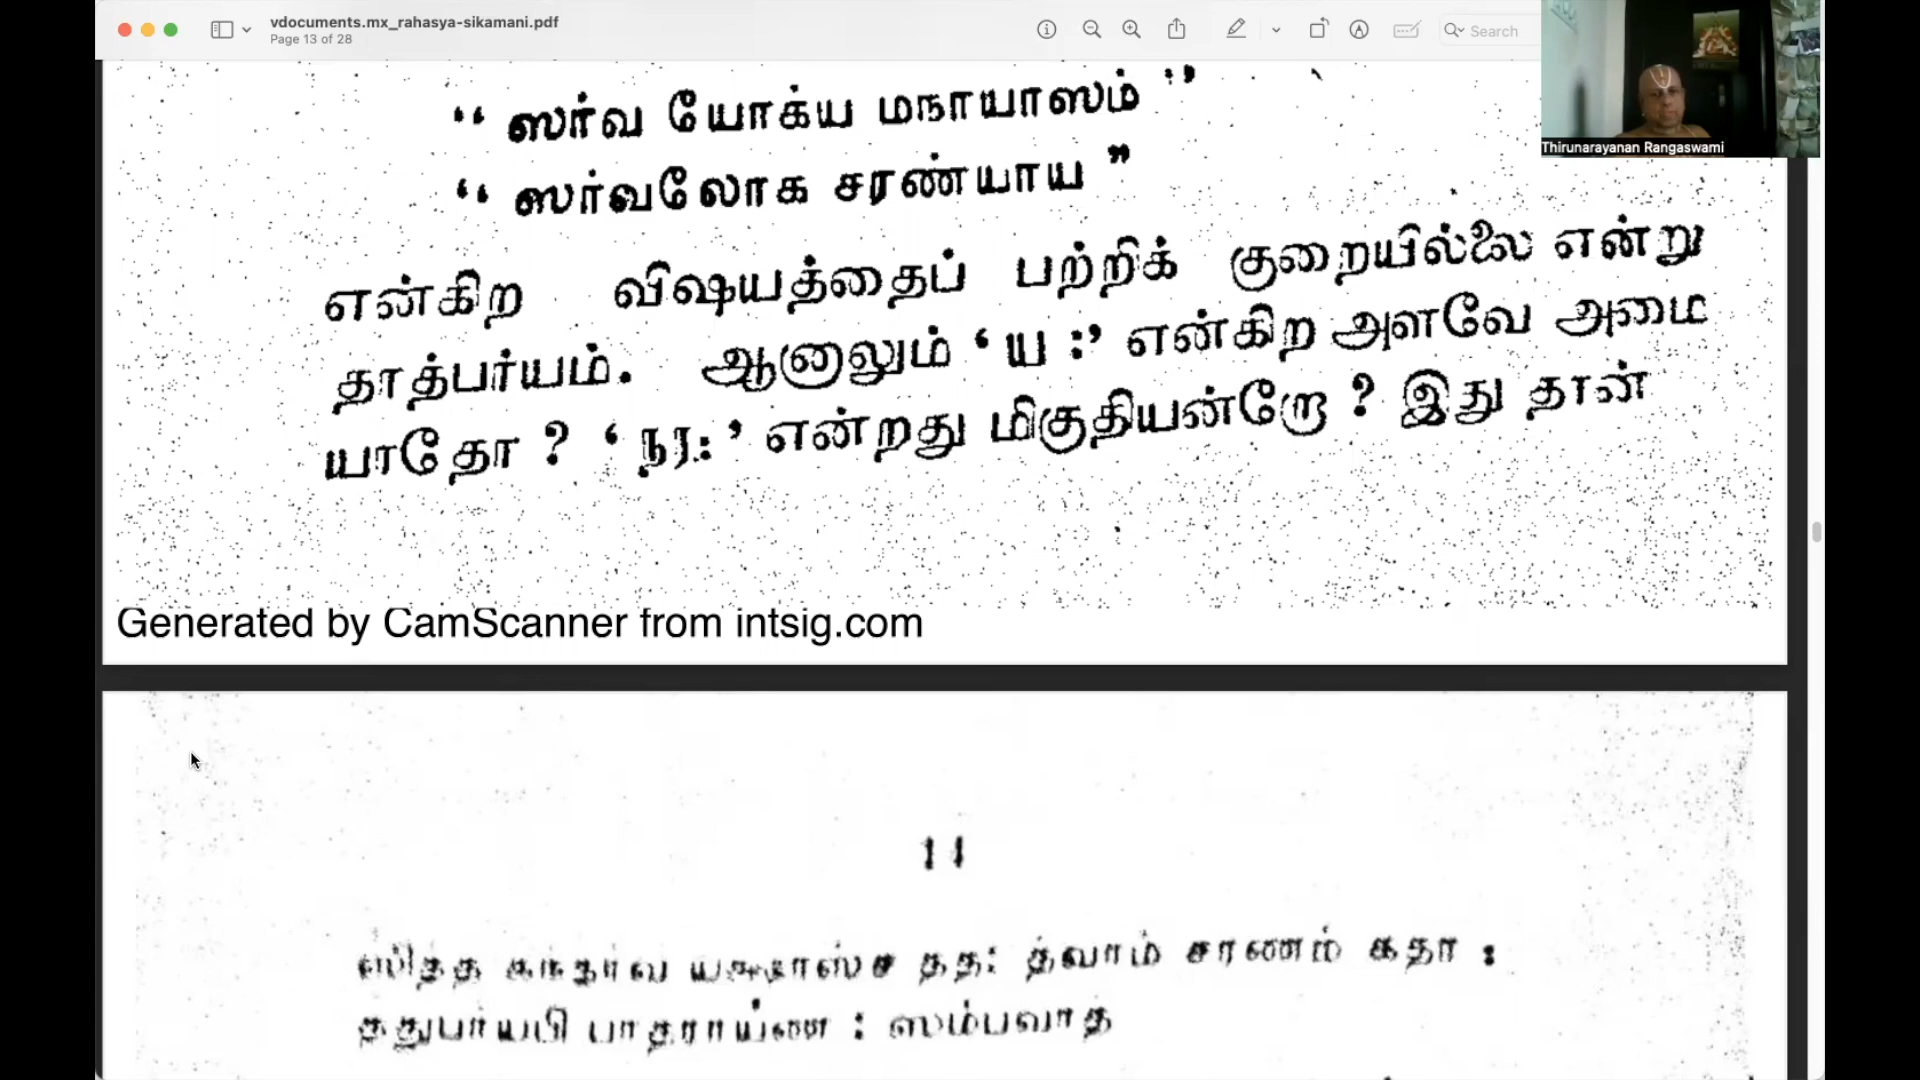 vdocuments.mx_rahasya-sikamani.pdf
Page 13 of 28
Search
Thirunarayanan Rangaswami
“ ஸர்வ யோக்ய மநாயாஸம் ”
“ ஸர்வலோக சரண்யாய ”
என்கிற விஷயத்தைப் பற்றிக் குறையில்லை என்று
தாத்பர்யம். ஆனாலும் ‘ ய :’ என்கிற அளவே அமை
யாதோ ? ‘ நர: ’ என்றது மிகுதியன்றோ ? இது தான்
Generated by CamScanner from intsig.com
11
தத: த்வாம் சரணம் கதா :
ஸம்பவாத